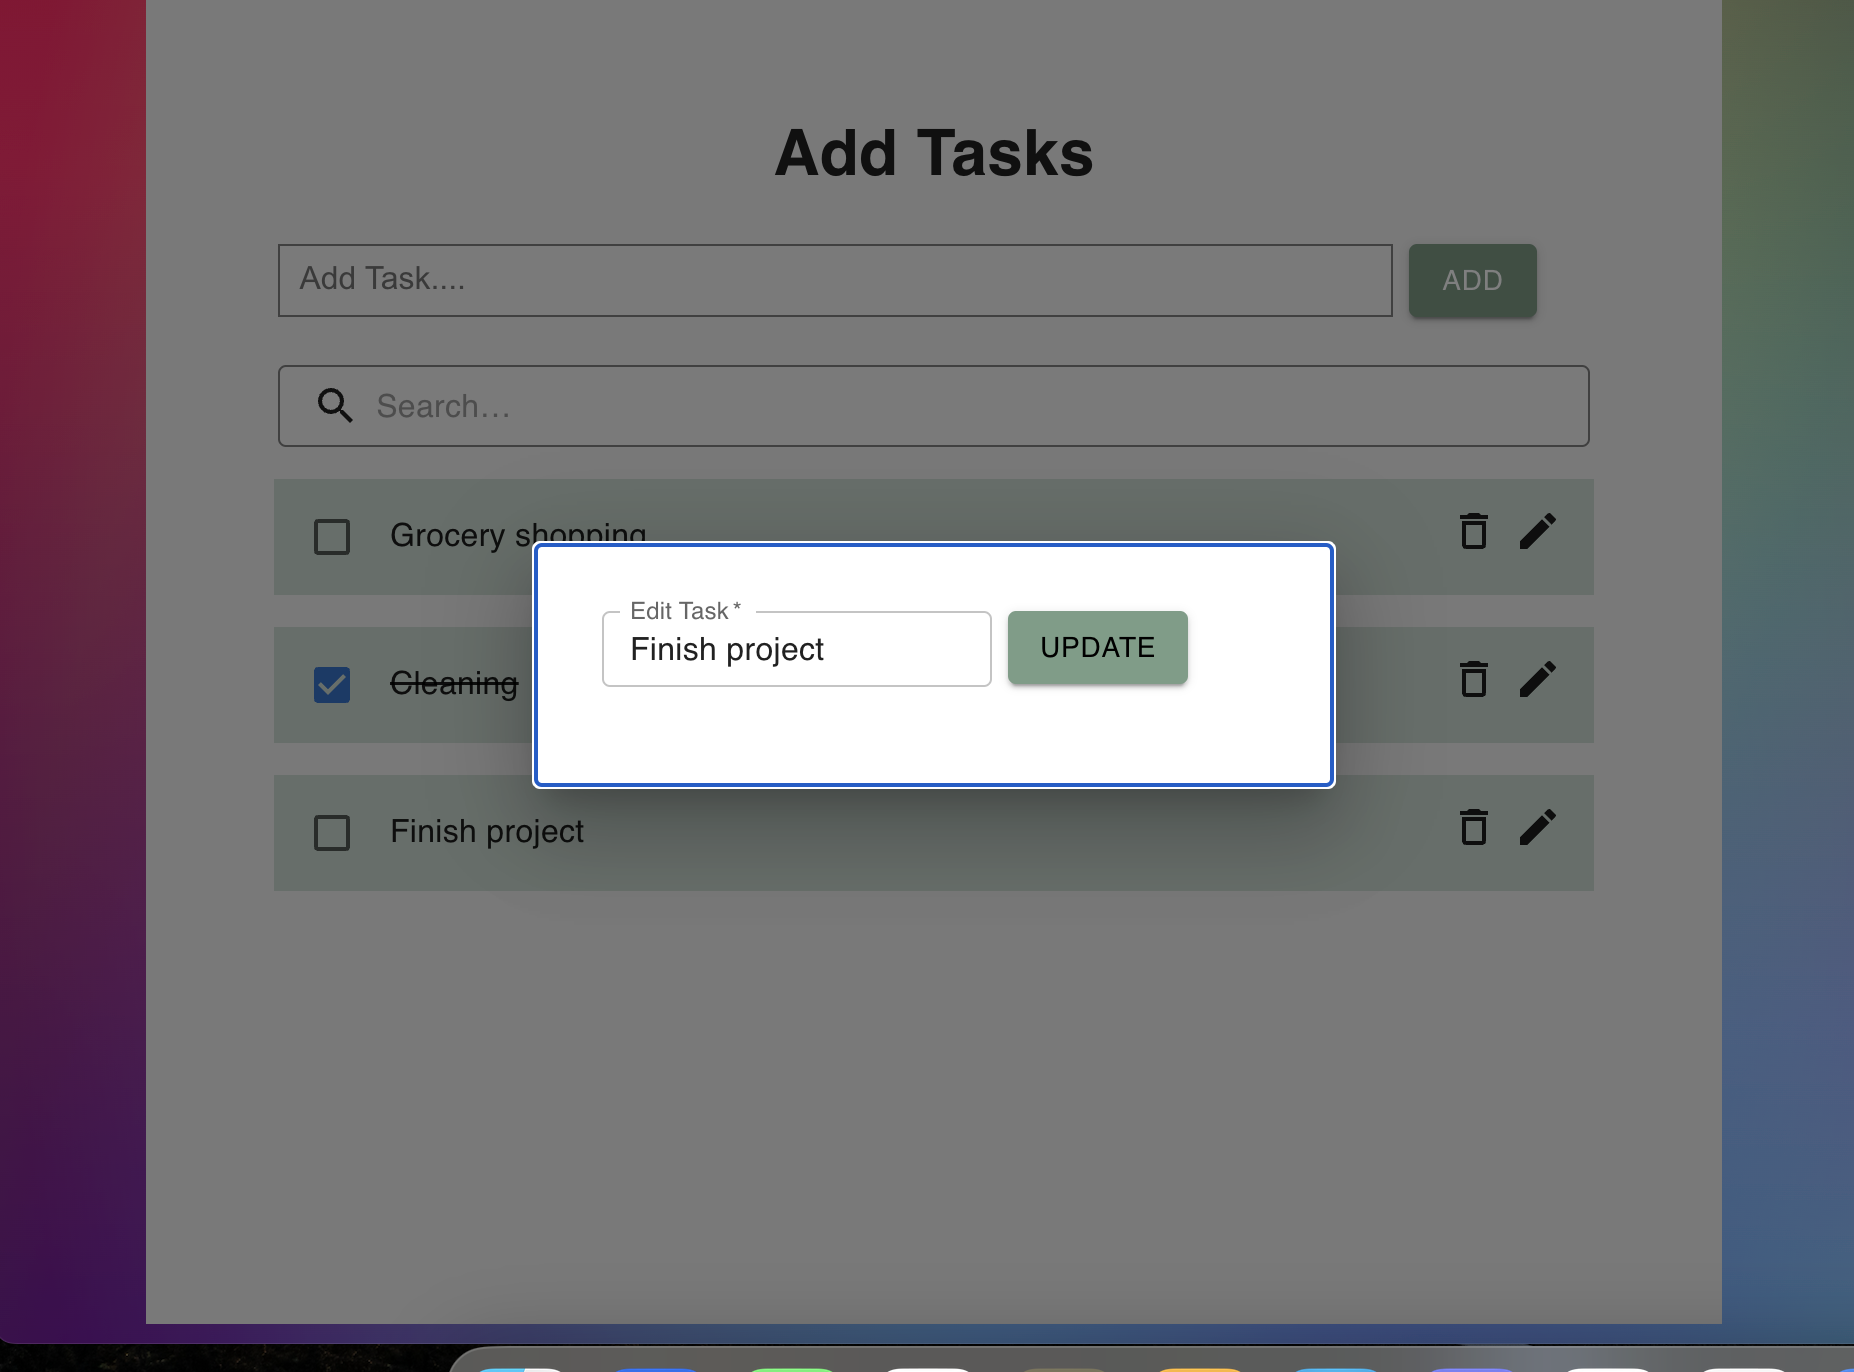 Add Tasks
Add Task....
ADD
Search...
Grocery shopping
Edit Task *
Finish project
UPDATE
Cleaning
Finish project